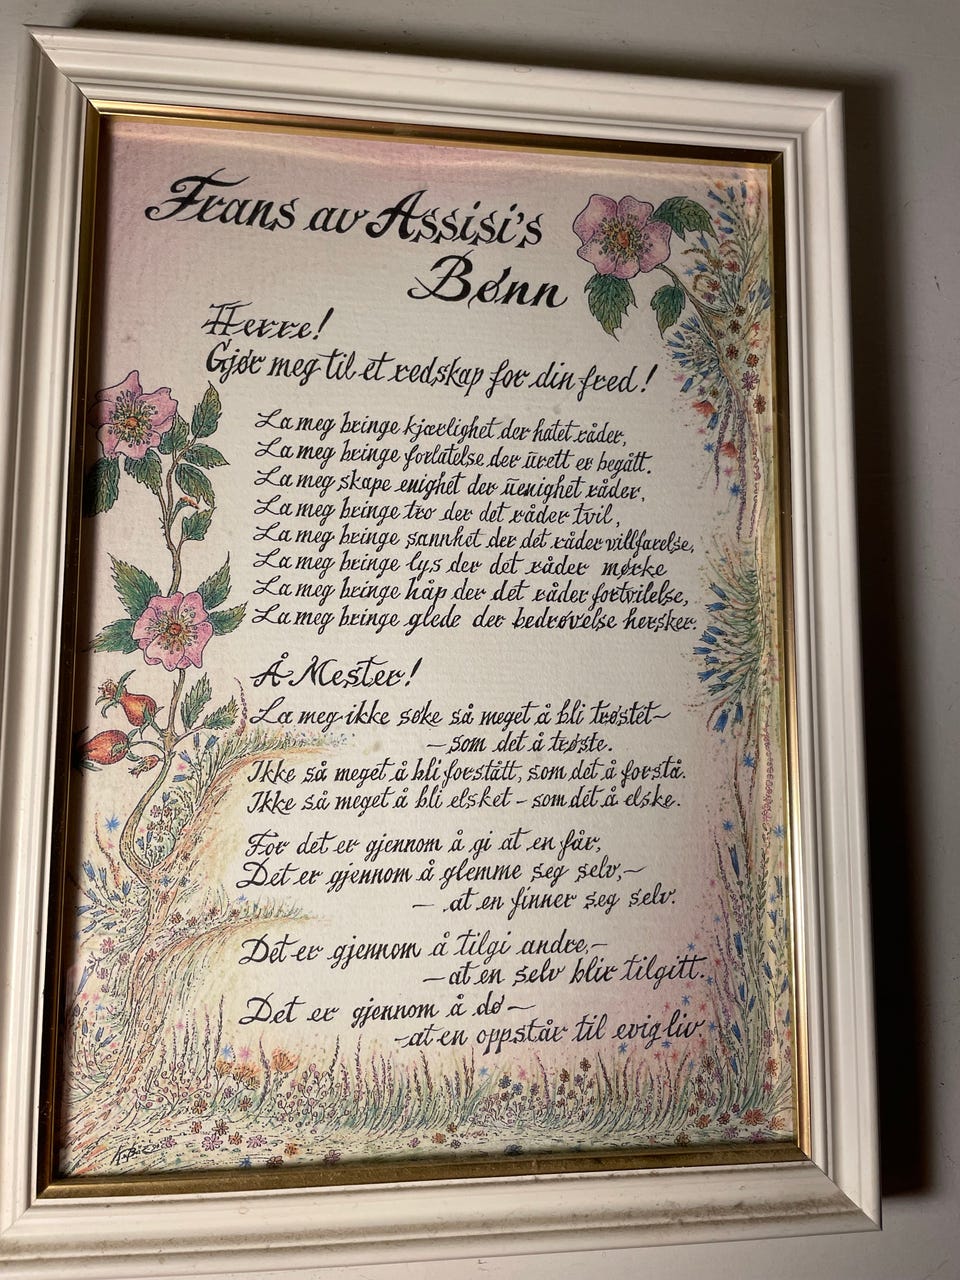 Frans av Assisi's
Bønn
Herre!
Gjør meg til et redskap for din fred!
La meg bringe kjærlighet der hatet råder,
La meg bringe forlatelse der urett er begått.
La meg skape enighet der uenighet råder,
La meg bringe tro der det råder tvil,
La meg bringe sannhet der det råder villfarelse,
La meg bringe lys der det råder mørke
La meg bringe håp der det råder fortvilelse,
La meg bringe glede der bedrøvelse hersker.
Å Mester!
La meg ikke søke så meget å bli trøstet~
– som det å trøste.
Ikke så meget å bli forstått, som det å forstå.
Ikke så meget å bli elsket – som det å elske.
For det er gjennom å gi at en får,
Det er gjennom å glemme seg selv,~
– at en finner seg selv.
Det er gjennom å tilgi andre,–
– at en selv blir tilgitt.
Det er gjennom å dø –
– at en oppstår til evig liv